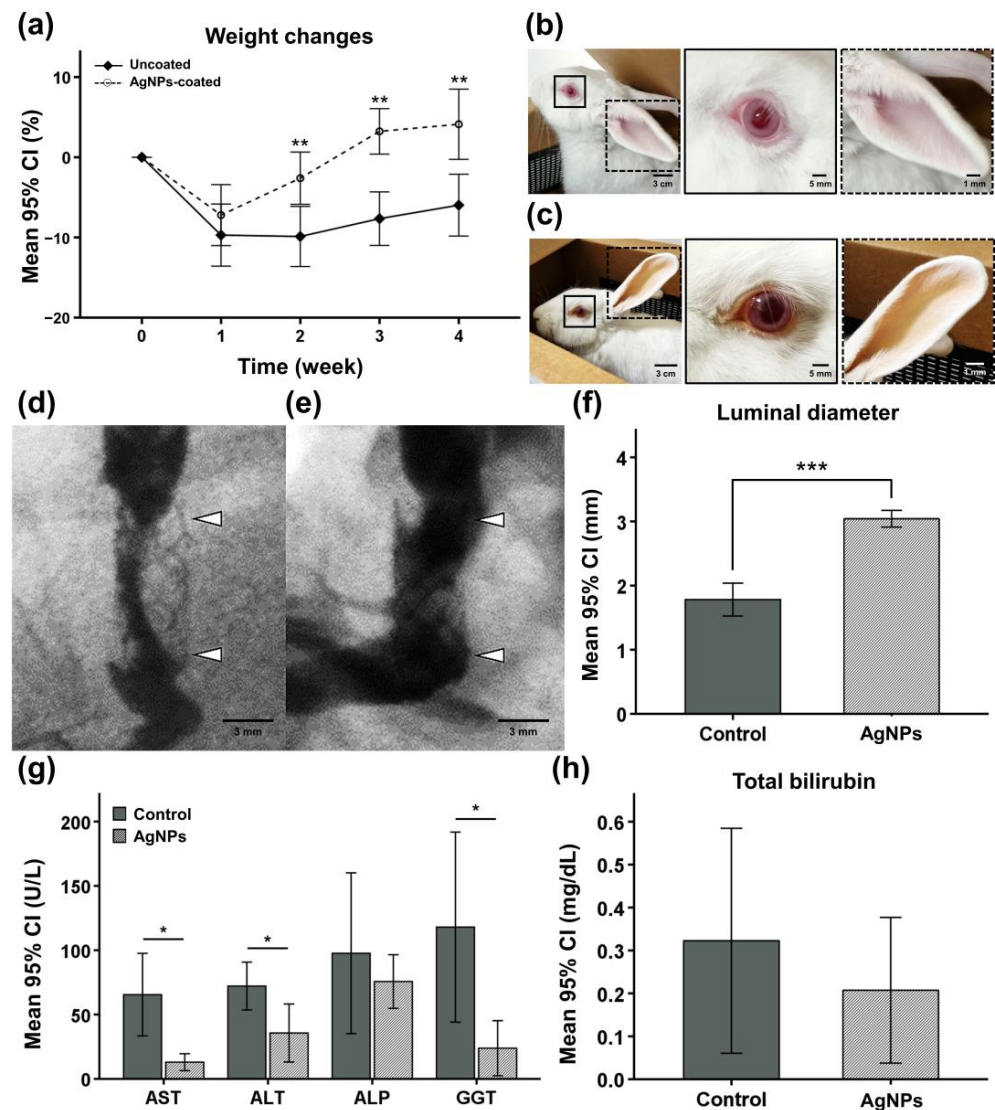 (a)
Weight changes
Uncoated
AgNPs-coated
**
**
**
Mean 95% CI (%)
10
0
−10
−20
0
1
2
3
4
Time (week)
(b)
3 cm
5 mm
1 mm
(c)
3 cm
5 mm
1 mm
(d)
3 mm
(e)
3 mm
(f)
Luminal diameter
***
Mean 95% CI (mm)
4
3
2
1
0
Control
AgNPs
(g)
Control
AgNPs
*
*
*
Mean 95% CI (U/L)
200
150
100
50
0
AST
ALT
ALP
GGT
(h)
Total bilirubin
Mean 95% CI (mg/dL)
0.6
0.5
0.4
0.3
0.2
0.1
0.0
Control
AgNPs